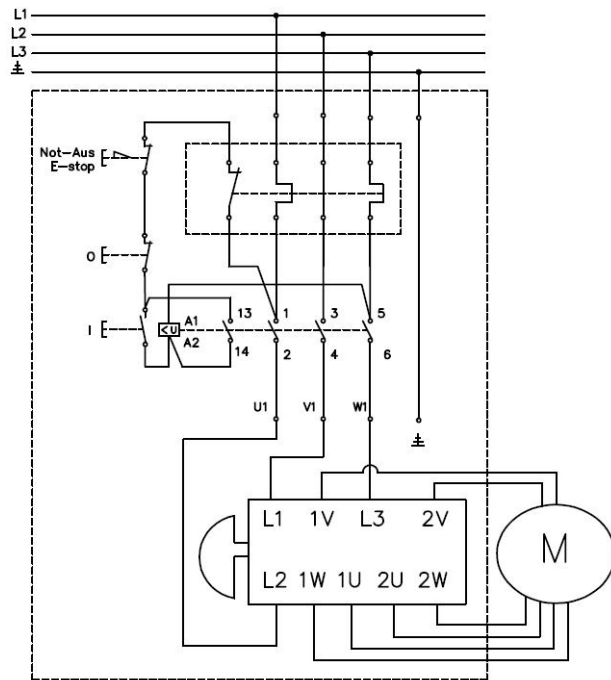 L1
L2
L3
Not-Aus
E-stop
O
I
<U
A1
A2
13
14
1
2
3
4
5
6
U1
V1
W1
L1 1V L3 2V
L2 1W 1U 2U 2W
M